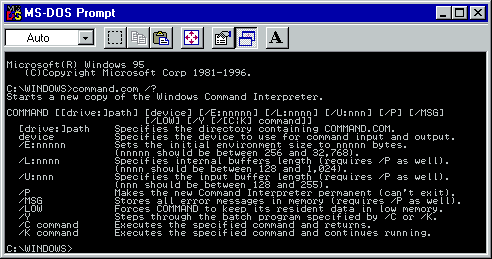 MS-DOS Prompt
Auto
A
Microsoft(R) Windows 95
(C)Copyright Microsoft Corp 1981-1996.
C:\WINDOWS>command.com /?
Starts a new copy of the Windows Command Interpreter.
COMMAND [[drive:]path] [device] [/E:nnnnn] [/L:nnnn] [/U:nnn] [/P] [/MSG]
[/LOW] [/Y [/[C|K] command]]
[drive:]path Specifies the directory containing COMMAND.COM.
device Specifies the device to use for command input and output.
/E:nnnnn Sets the initial environment size to nnnnn bytes.
(nnnnn should be between 256 and 32,768).
/L:nnnn Specifies internal buffers length (requires /P as well).
(nnnn should be between 128 and 1,024).
/U:nnn Specifies the input buffer length (requires /P as well).
(nnn should be between 128 and 255).
/P Makes the new Command Interpreter permanent (can't exit).
/MSG Stores all error messages in memory (requires /P as well).
/LOW Forces COMMAND to keep its resident data in low memory.
/Y Steps through the batch program specified by /C or /K.
/C command Executes the specified command and returns.
/K command Executes the specified command and continues running.
C:\WINDOWS>